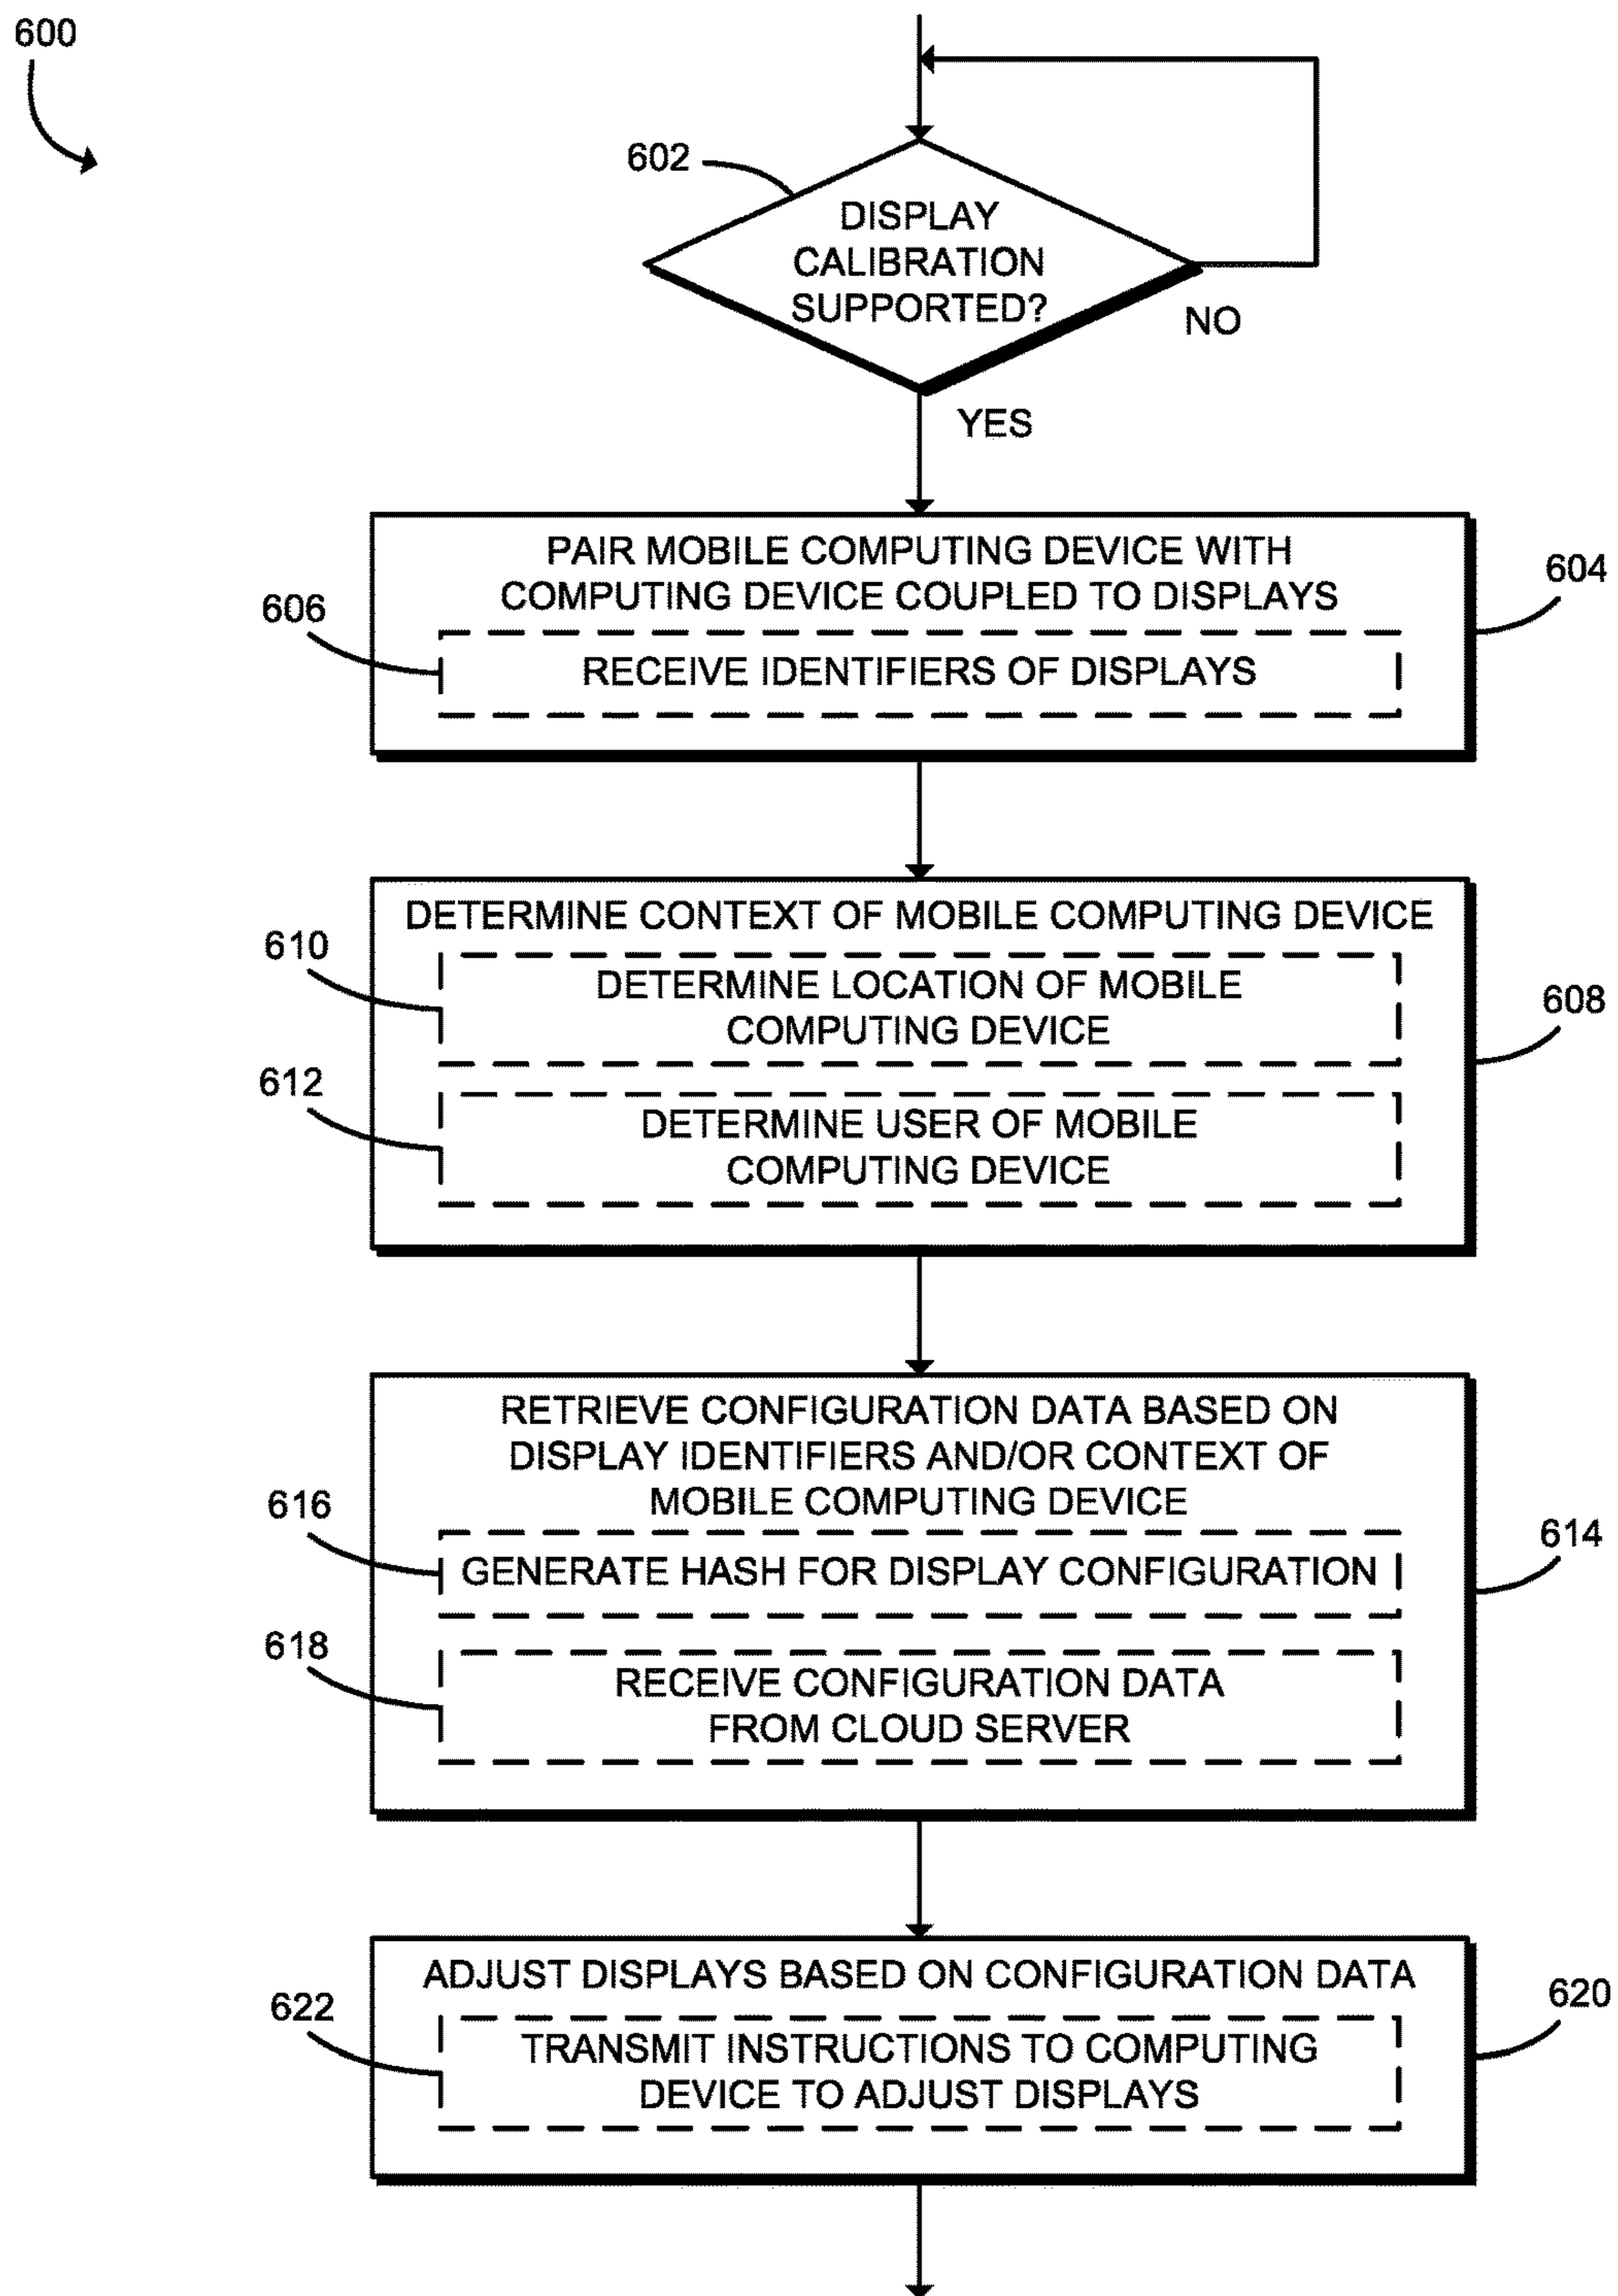 600
602
DISPLAY
CALIBRATION
SUPPORTED?
NO
YES
PAIR MOBILE COMPUTING DEVICE WITH
COMPUTING DEVICE COUPLED TO DISPLAYS
604
606
RECEIVE IDENTIFIERS OF DISPLAYS
DETERMINE CONTEXT OF MOBILE COMPUTING DEVICE
608
610
DETERMINE LOCATION OF MOBILE
COMPUTING DEVICE
612
DETERMINE USER OF MOBILE
COMPUTING DEVICE
RETRIEVE CONFIGURATION DATA BASED ON
DISPLAY IDENTIFIERS AND/OR CONTEXT OF
MOBILE COMPUTING DEVICE
614
616
GENERATE HASH FOR DISPLAY CONFIGURATION
618
RECEIVE CONFIGURATION DATA
FROM CLOUD SERVER
ADJUST DISPLAYS BASED ON CONFIGURATION DATA
620
622
TRANSMIT INSTRUCTIONS TO COMPUTING
DEVICE TO ADJUST DISPLAYS